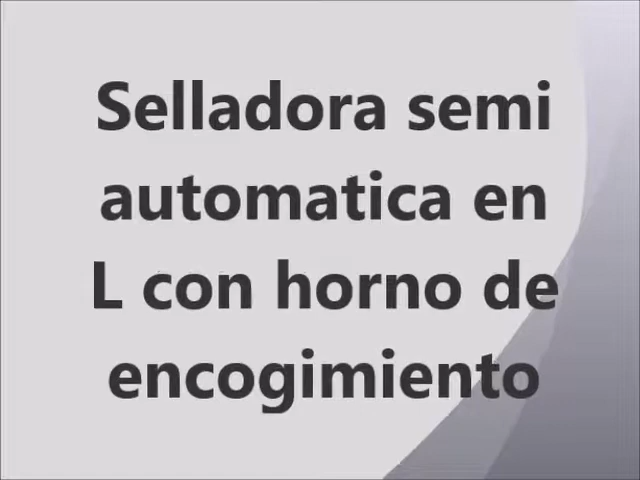 Selladora semi
automatica en
L con horno de
encogimiento